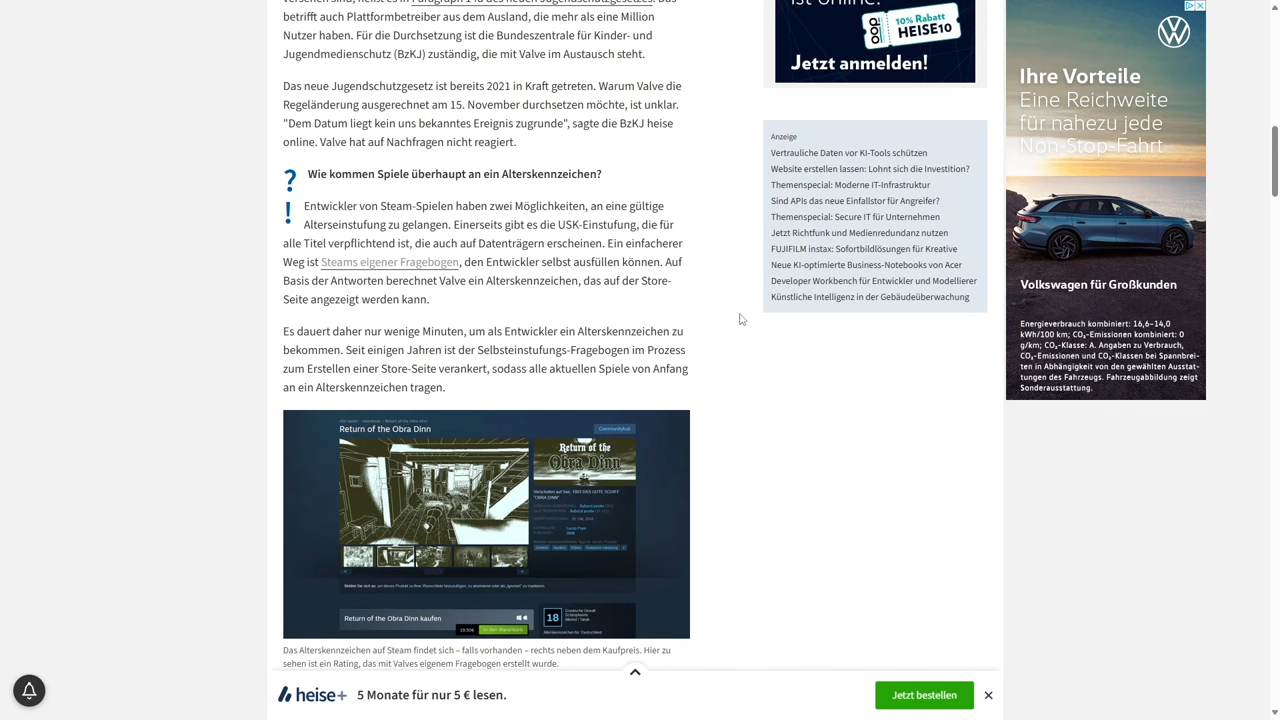 betrifft auch Plattformbetreiber aus dem Ausland, die mehr als eine Million
Nutzer haben. Für die Durchsetzung ist die Bundeszentrale für Kinder- und
Jugendmedienschutz (BzKJ) zuständig, die mit Valve im Austausch steht.
Das neue Jugendschutzgesetz ist bereits 2021 in Kraft getreten. Warum Valve die
Regeländerung ausgerechnet am 15. November durchsetzen möchte, ist unklar.
"Dem Datum liegt kein uns bekanntes Ereignis zugrunde", sagte die BzKJ heise
online. Valve hat auf Nachfragen nicht reagiert.
? Wie kommen Spiele überhaupt an ein Alterskennzeichen?
! Entwickler von Steam-Spielen haben zwei Möglichkeiten, an eine gültige
Alterseinstufung zu gelangen. Einerseits gibt es die USK-Einstufung, die für
alle Titel verpflichtend ist, die auch auf Datenträgern erscheinen. Ein einfacherer
Weg ist Steams eigener Fragebogen, den Entwickler selbst ausfüllen können. Auf
Basis der Antworten berechnet Valve ein Alterskennzeichen, das auf der Store-
Seite angezeigt werden kann.
Es dauert daher nur wenige Minuten, um als Entwickler ein Alterskennzeichen zu
bekommen. Seit einigen Jahren ist der Selbsteinstufungs-Fragebogen im Prozess
zum Erstellen einer Store-Seite verankert, sodass alle aktuellen Spiele von Anfang
an ein Alterskennzeichen tragen.
Return of the Obra Dinn
Communityhub
Return of the
Obra Dinn
Return of the Obra Dinn kaufen
18
Das Alterskennzeichen auf Steam findet sich – falls vorhanden – rechts neben dem Kaufpreis. Hier zu
sehen ist ein Rating, das mit Valves eigenem Fragebogen erstellt wurde.
10% Rabatt
HEISE10
Jetzt anmelden!
Anzeige
Vertrauliche Daten vor KI-Tools schützen
Website erstellen lassen: Lohnt sich die Investition?
Themenspecial: Moderne IT-Infrastruktur
Sind APIs das neue Einfallstor für Angreifer?
Themenspecial: Secure IT für Unternehmen
Jetzt Richtfunk und Medienredundanz nutzen
FUJIFILM instax: Sofortbildlösungen für Kreative
Neue KI-optimierte Business-Notebooks von Acer
Developer Workbench für Entwickler und Modellierer
Künstliche Intelligenz in der Gebäudeüberwachung
Ihre Vorteile
Eine Reichweite
für nahezu jede
Non-Stop-Fahrt
Volkswagen für Großkunden
Energieverbrauch kombiniert: 16,6–14,0
kWh/100 km; CO₂-Emissionen kombiniert: 0
g/km; CO₂-Klasse: A. Angaben zu Verbrauch,
CO₂-Emissionen und CO₂-Klassen bei Spannbrei-
ten in Abhängigkeit von den gewählten Ausstat-
tungen des Fahrzeugs. Fahrzeugabbildung zeigt
Sonderausstattung.
heise+ 5 Monate für nur 5 € lesen.
Jetzt bestellen